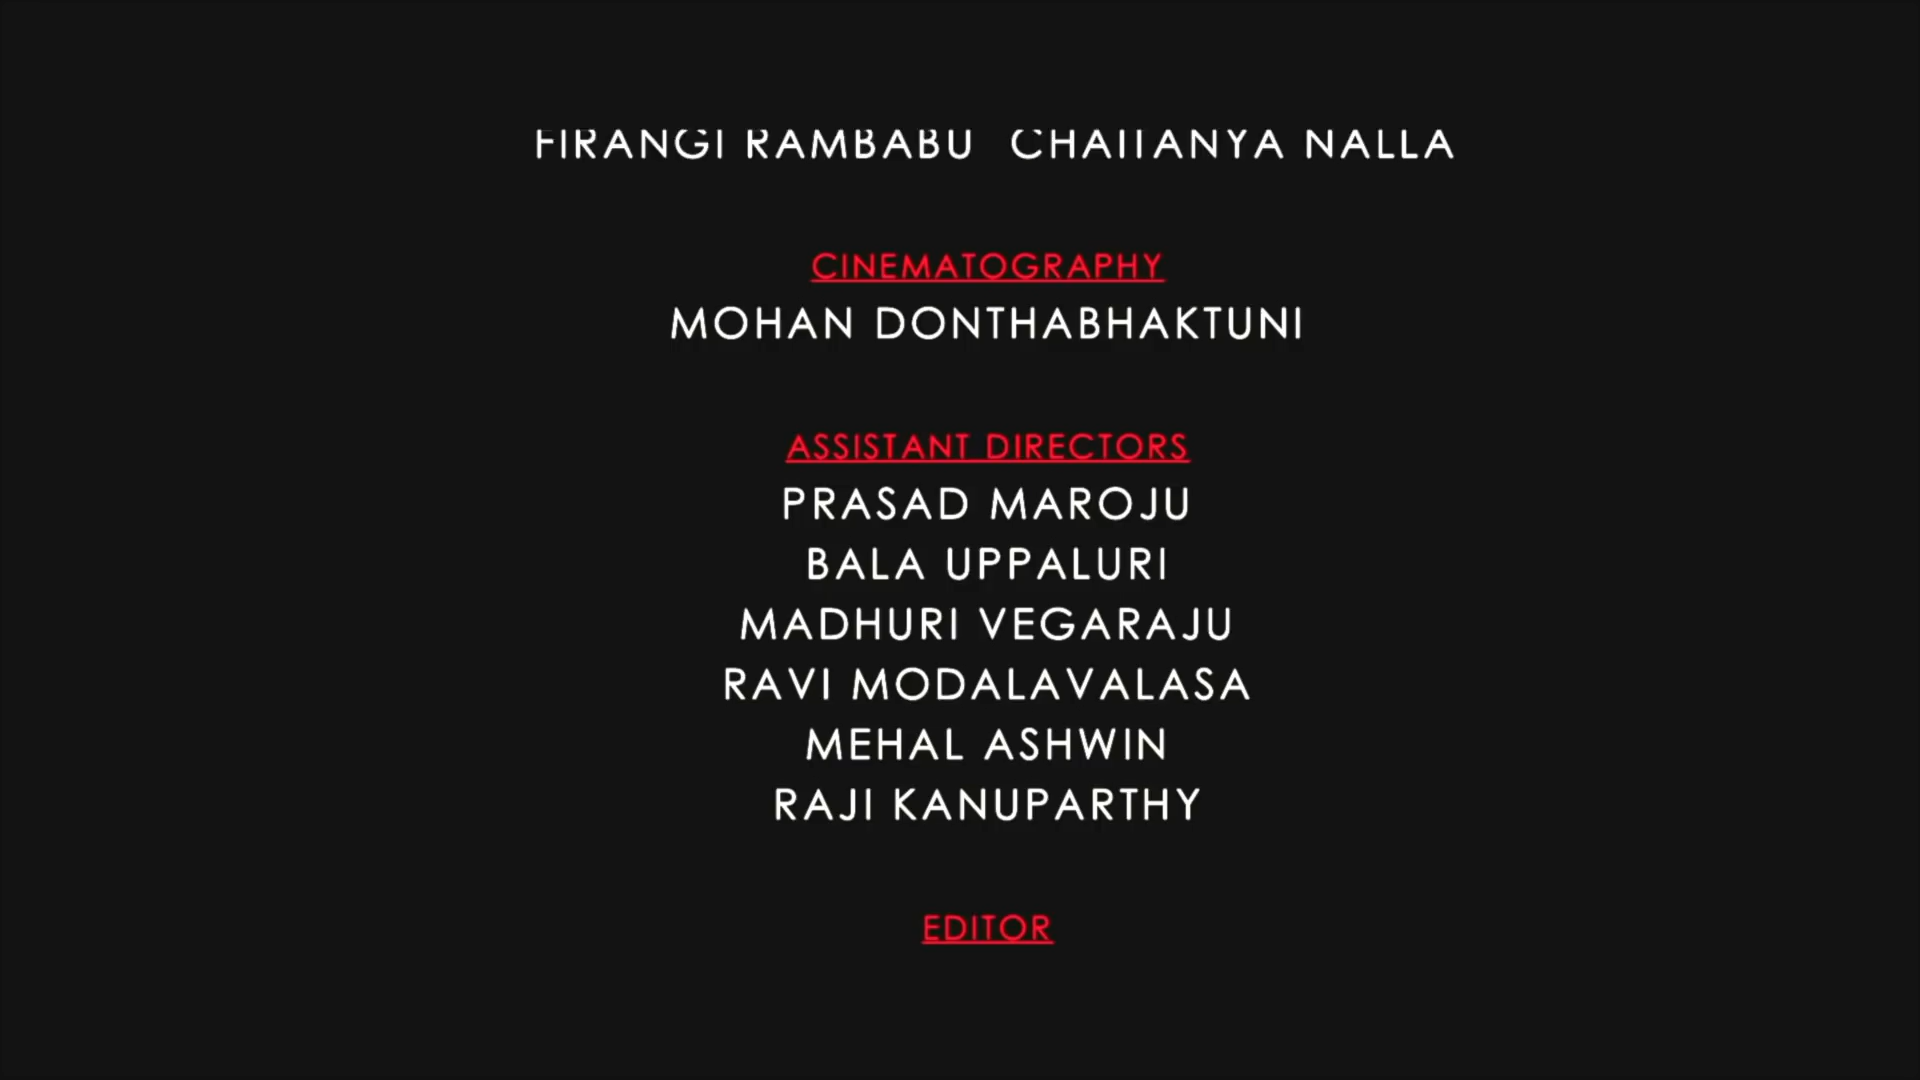 FIRANGI RAMBABU  CHAITANYA NALLA
CINEMATOGRAPHY
MOHAN DONTHABHAKTUNI
ASSISTANT DIRECTORS
PRASAD MAROJU
BALA UPPALURI
MADHURI VEGARAJU
RAVI MODALAVALASA
MEHAL ASHWIN
RAJI KANUPARTHY
EDITOR